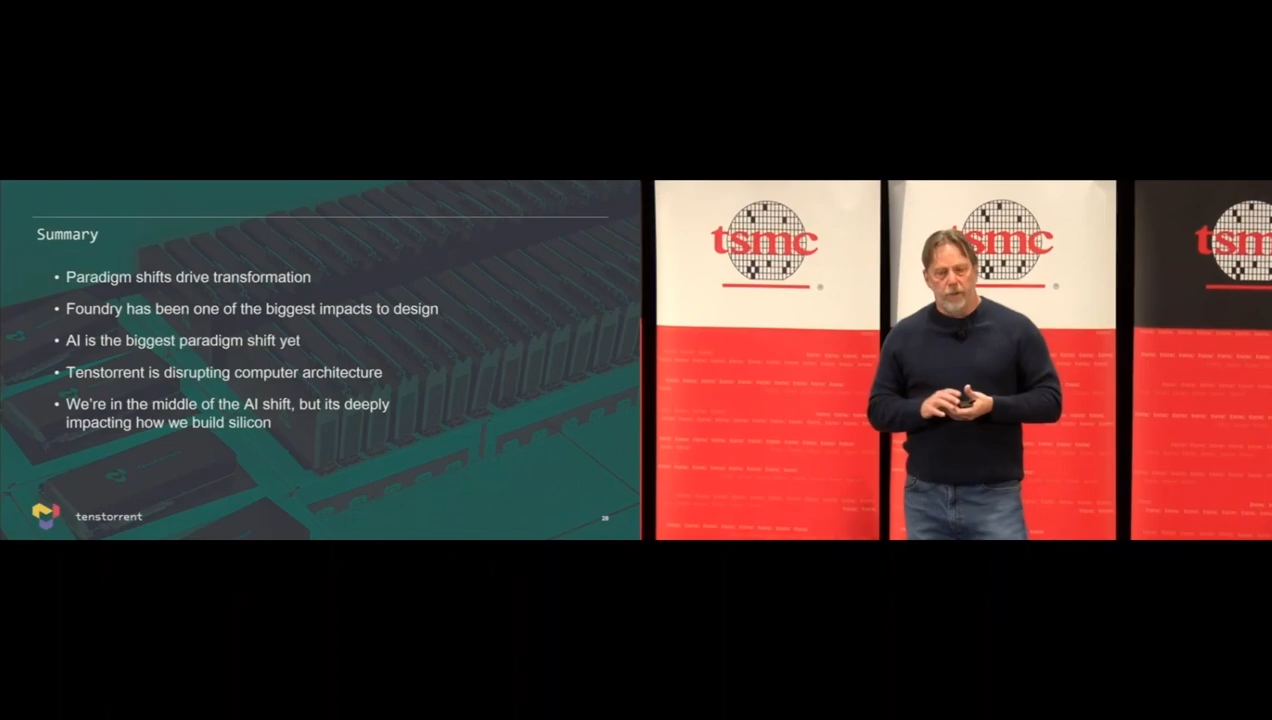 Summary
• Paradigm shifts drive transformation
• Foundry has been one of the biggest impacts to design
• AI is the biggest paradigm shift yet
• Tenstorrent is disrupting computer architecture
• We're in the middle of the AI shift, but its deeply
impacting how we build silicon
tenstorrent
28
tsmc
®
tsmc
®
tsm